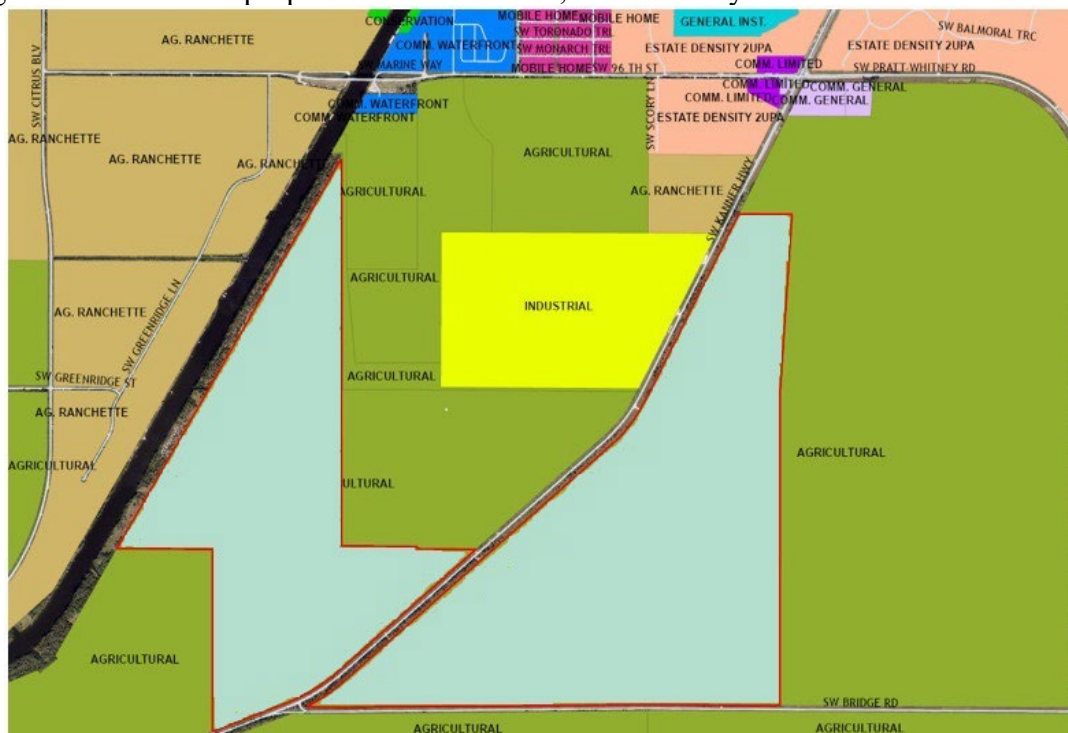 CONSERVATION
MOBILE HOME
MOBILE HOME
GENERAL INST.
SW BALMORAL TRC
AG. RANCHETTE
SW TORONADO TRL
COMM. WATERFRONT
SW MONARCH TRL
ESTATE DENSITY 2UPA
ESTATE DENSITY 2UPA
SW MARINE WAY
MOBILE HOME
SW 96 TH ST
COMM. LIMITED
SW PRATT-WHITNEY RD
SW CITRUS BLV
COMM. LIMITED
COMM. GENERAL
COMM. WATERFRONT
COMM. LIMITED
COMM. GENERAL
COMM. WATERFRONT
SW SCORY LN
ESTATE DENSITY 2UPA
AG. RANCHETTE
AG. RANCHETTE
AG. RANCHETTE
AGRICULTURAL
AGRICULTURAL
AG. RANCHETTE
SW KANNER HWY
AGRICULTURAL
AG. RANCHETTE
INDUSTRIAL
SW GREENRIDGE LN
SW GREENRIDGE ST
AGRICULTURAL
AG. RANCHETTE
AGRICULTURAL
AGRICULTURAL
ULTURAL
AGRICULTURAL
SW BRIDGE RD
AGRICULTURAL
AGRICULTURAL